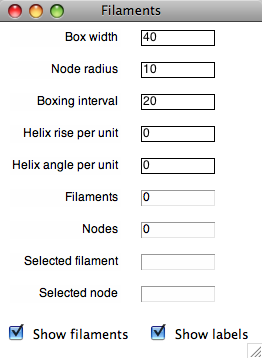 Filaments
Box width 40
Node radius 10
Boxing interval 20
Helix rise per unit 0
Helix angle per unit 0
Filaments 0
Nodes 0
Selected filament
Selected node
Show filaments Show labels